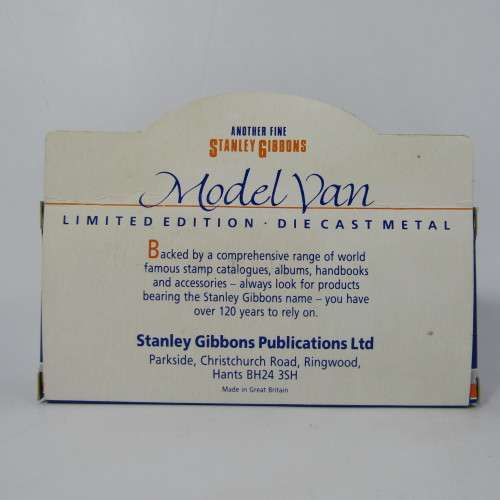 ANOTHER FINE
STANLEY GIBBONS
Model Van
LIMITED EDITION · DIE CAST METAL
Backed by a comprehensive range of world
famous stamp catalogues, albums, handbooks
and accessories – always look for products
bearing the Stanley Gibbons name – you have
over 120 years to rely on.
Stanley Gibbons Publications Ltd
Parkside, Christchurch Road, Ringwood,
Hants BH24 3SH
Made in Great Britain